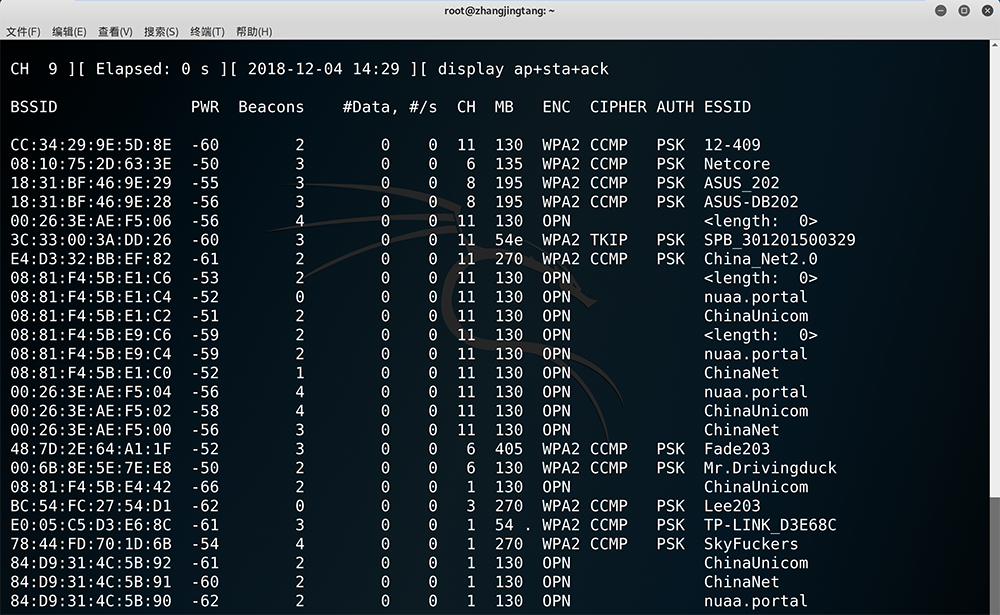 root@zhangjingtang: ~
文件(F) 编辑(E) 查看(V) 搜索(S) 终端(T) 帮助(H)
CH  9 ][ Elapsed: 0 s ][ 2018-12-04 14:29 ][ display ap+sta+ack
BSSID PWR Beacons #Data, #/s CH MB ENC CIPHER AUTH ESSID
CC:34:29:9E:5D:8E -60 2 0 0 11 130 WPA2 CCMP PSK 12-409
08:10:75:2D:63:3E -50 3 0 0 6 135 WPA2 CCMP PSK Netcore
18:31:BF:46:9E:29 -55 3 0 0 8 195 WPA2 CCMP PSK ASUS_202
18:31:BF:46:9E:28 -56 3 0 0 8 195 WPA2 CCMP PSK ASUS-DB202
00:26:3E:AE:F5:06 -56 4 0 0 11 130 OPN <length:  0>
3C:33:00:3A:DD:26 -60 3 0 0 11 54e WPA2 TKIP PSK SPB_301201500329
E4:D3:32:BB:EF:82 -61 2 0 0 11 270 WPA2 CCMP PSK China_Net2.0
08:81:F4:5B:E1:C6 -53 2 0 0 11 130 OPN <length:  0>
08:81:F4:5B:E1:C4 -52 0 0 0 11 130 OPN nuaa.portal
08:81:F4:5B:E1:C2 -51 2 0 0 11 130 OPN ChinaUnicom
08:81:F4:5B:E9:C6 -59 2 0 0 11 130 OPN <length:  0>
08:81:F4:5B:E9:C4 -59 2 0 0 11 130 OPN nuaa.portal
08:81:F4:5B:E1:C0 -52 1 0 0 11 130 OPN ChinaNet
00:26:3E:AE:F5:04 -56 4 0 0 11 130 OPN nuaa.portal
00:26:3E:AE:F5:02 -58 4 0 0 11 130 OPN ChinaUnicom
00:26:3E:AE:F5:00 -56 3 0 0 11 130 OPN ChinaNet
48:7D:2E:64:A1:1F -52 3 0 0 6 405 WPA2 CCMP PSK Fade203
00:6B:8E:5E:7E:E8 -50 2 0 0 6 130 WPA2 CCMP PSK Mr.Drivingduck
08:81:F4:5B:E4:42 -66 2 0 0 1 130 OPN ChinaUnicom
BC:54:FC:27:54:D1 -62 0 0 0 3 270 WPA2 CCMP PSK Lee203
E0:05:C5:D3:E6:8C -61 3 0 0 1 54 . WPA2 CCMP PSK TP-LINK_D3E68C
78:44:FD:70:1D:6B -54 4 0 0 1 270 WPA2 CCMP PSK SkyFuckers
84:D9:31:4C:5B:92 -61 2 0 0 1 130 OPN ChinaUnicom
84:D9:31:4C:5B:91 -60 2 0 0 1 130 OPN ChinaNet
84:D9:31:4C:5B:90 -62 2 0 0 1 130 OPN nuaa.portal